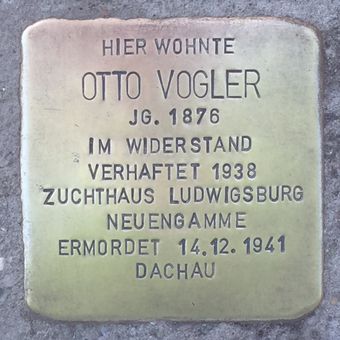 HIER WOHNTE
OTTO VOGLER
JG. 1876
IM WIDERSTAND
VERHAFTET 1938
ZUCHTHAUS LUDWIGSBURG
NEUENGAMME
ERMORDET 14.12.1941
DACHAU